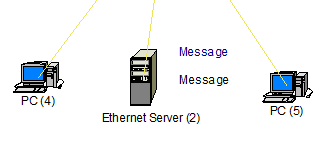 Message
Message
PC (4)
Ethernet Server (2)
PC (5)